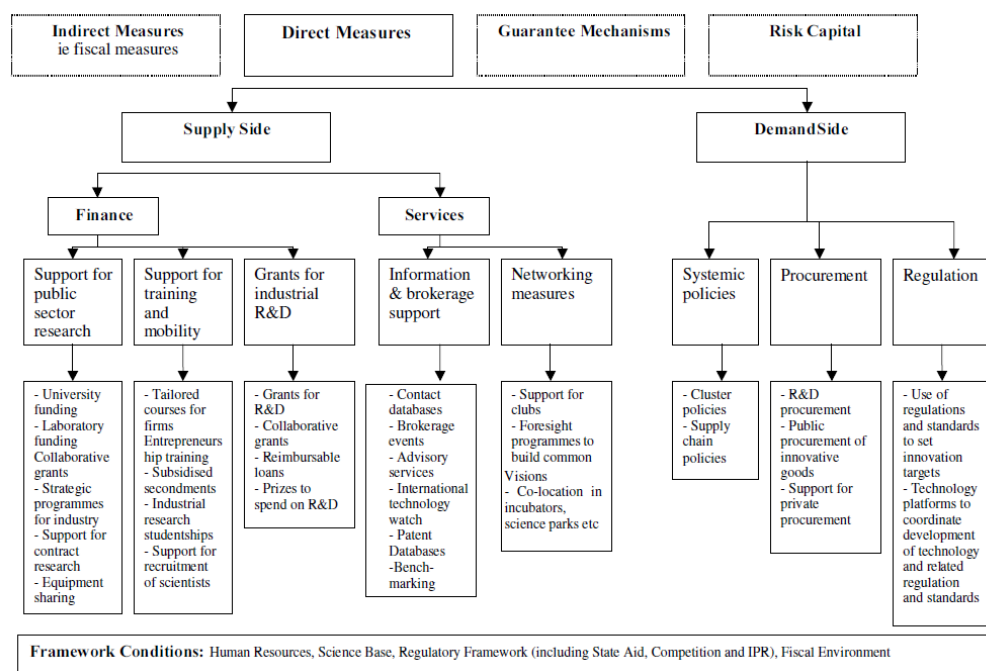 Indirect Measures
ie fiscal measures
Direct Measures
Guarantee Mechanisms
Risk Capital
Supply Side
DemandSide
Finance
Services
Support for
public
sector
research
Support for
training
and
mobility
Grants for
industrial
R&D
Information
& brokerage
support
Networking
measures
Systemic
policies
Procurement
Regulation
- University
funding
- Laboratory
funding
Collaborative
grants
- Strategic
programmes
for industry
- Support for
contract
research
- Equipment
sharing
- Tailored
courses for
firms
Entrepreneurs
hip training
- Subsidised
secondments
- Industrial
research
studentships
- Support for
recruitment
of scientists
- Grants for
R&D
- Collaborative
grants
- Reimbursable
loans
- Prizes to
spend on R&D
- Contact
databases
- Brokerage
events
- Advisory
services
- International
technology
watch
- Patent
Databases
-Bench-
marking
- Support for
clubs
- Foresight
programmes to
build common
Visions
- Co-location in
incubators,
science parks etc
- Cluster
policies
- Supply
chain
policies
- R&D
procurement
- Public
procurement of
innovative
goods
- Support for
private
procurement
- Use of
regulations
and standards
to set
innovation
targets
- Technology
platforms to
coordinate
development
of technology
and related
regulation
and standards
Framework Conditions: Human Resources, Science Base, Regulatory Framework (including State Aid, Competition and IPR), Fiscal Environment